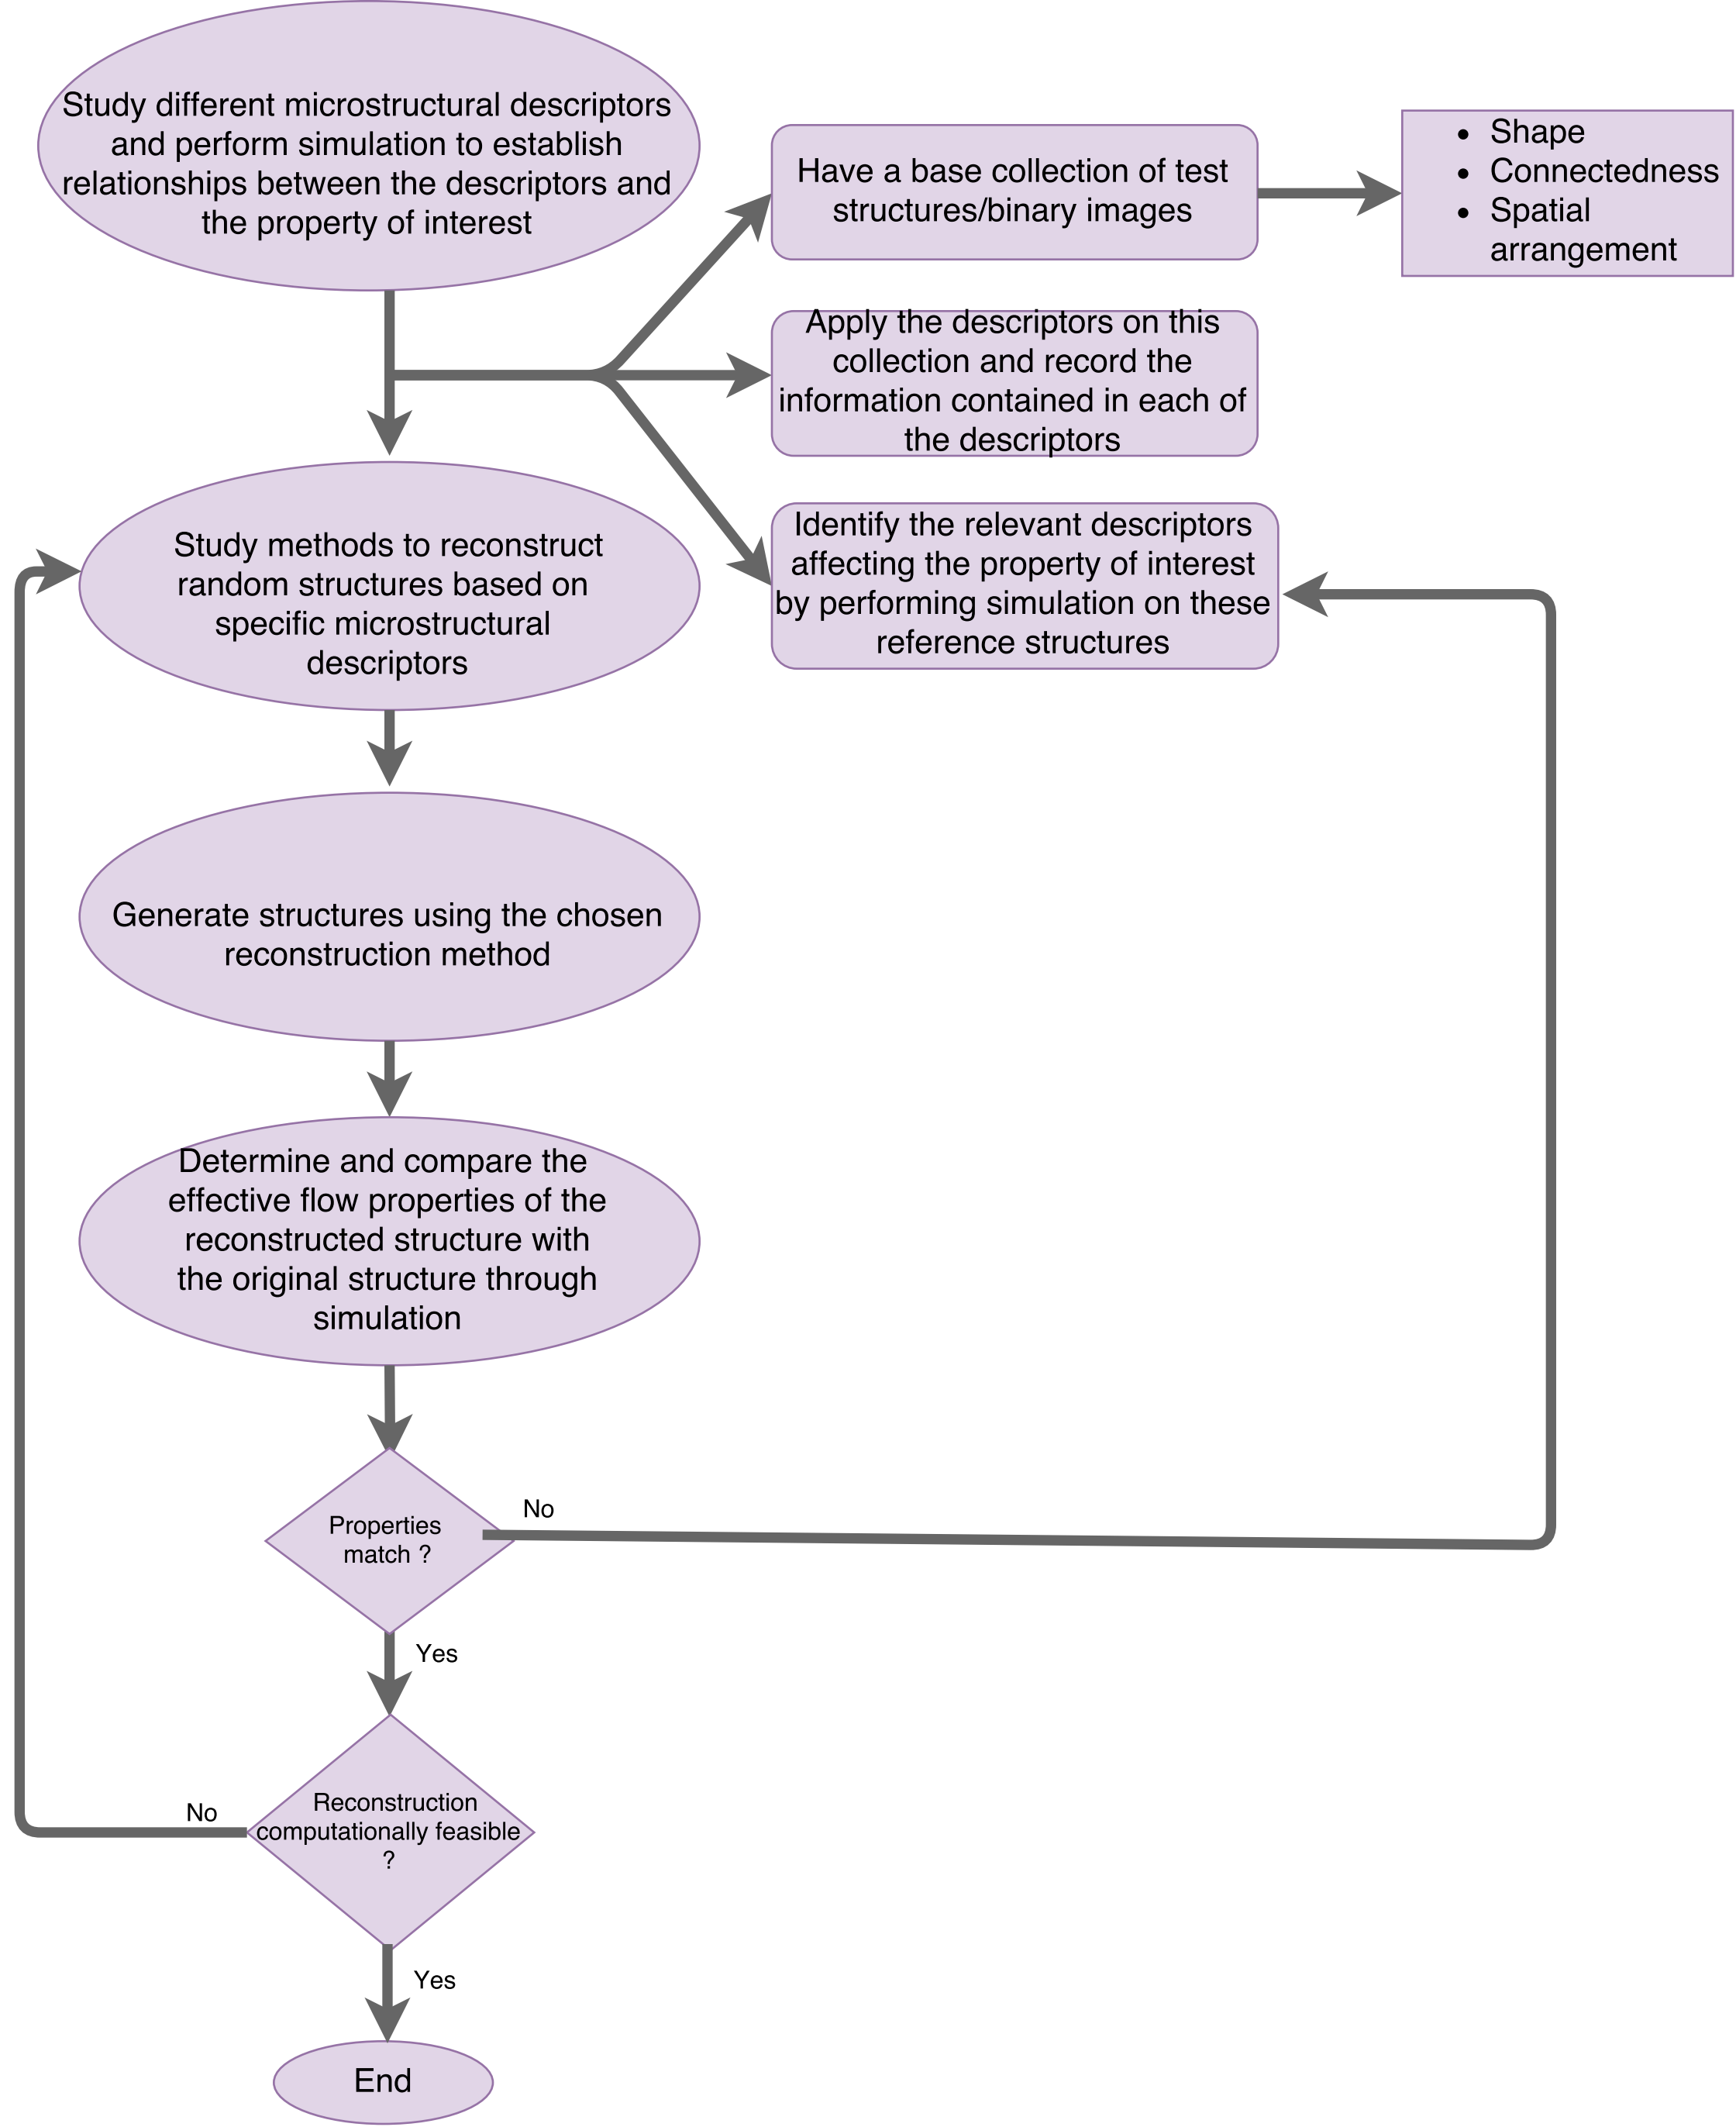 Study different microstructural descriptors
and perform simulation to establish
relationships between the descriptors and
the property of interest
Have a base collection of test
structures/binary images
• Shape
• Connectedness
• Spatial
arrangement
Apply the descriptors on this
collection and record the
information contained in each of
the descriptors
Identify the relevant descriptors
affecting the property of interest
by performing simulation on these
reference structures
Study methods to reconstruct
random structures based on
specific microstructural
descriptors
Generate structures using the chosen
reconstruction method
Determine and compare the
effective flow properties of the
reconstructed structure with
the original structure through
simulation
Properties
match ?
No
Yes
Reconstruction
computationally feasible
?
No
Yes
End